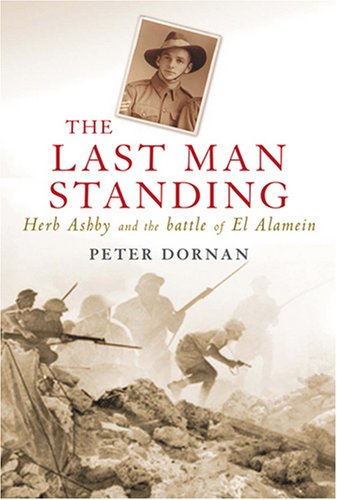 THE
LAST MAN
STANDING
Herb Ashby and the battle of El Alamein
PETER DORNAN